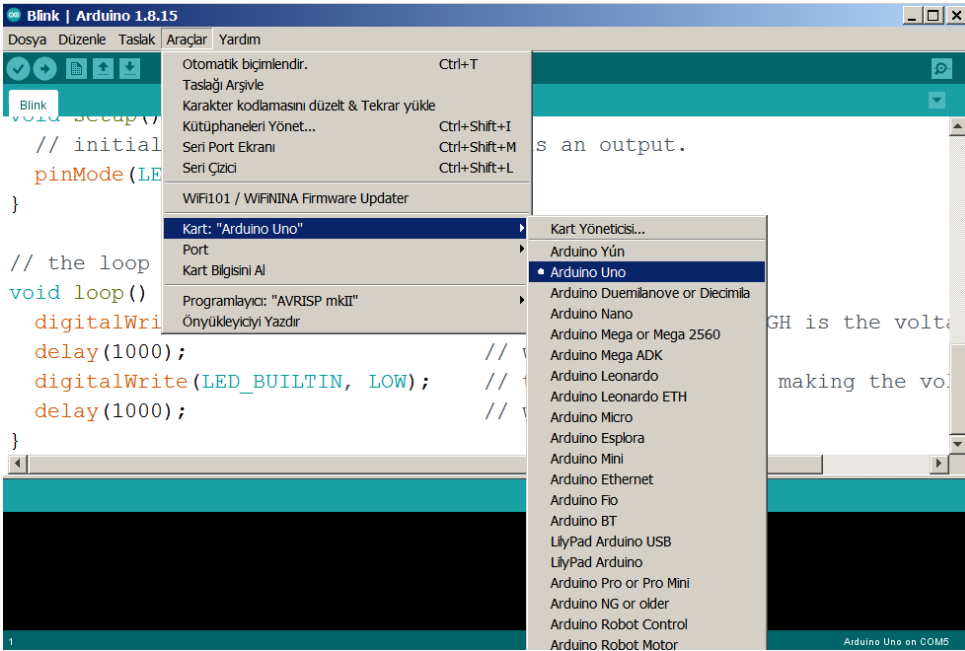 Blink | Arduino 1.8.15
Dosya Düzenle Taslak Araçlar Yardım
Otomatik biçimlendir. Ctrl+T
Taslağı Arşivle
Karakter kodlamasını düzelt & Tekrar yükle
Kütüphaneleri Yönet... Ctrl+Shift+I
Seri Port Ekranı Ctrl+Shift+M
Seri Çizici Ctrl+Shift+L
WiFi101 / WiFiNINA Firmware Updater
Kart: "Arduino Uno"
Port
Kart Bilgisini Al
Programlayıcı: "AVRISP mkII"
Önyükleyiciyi Yazdır
Kart Yöneticisi...
Arduino Yún
Arduino Uno
Arduino Duemilanove or Diecimila
Arduino Nano
Arduino Mega or Mega 2560
Arduino Mega ADK
Arduino Leonardo
Arduino Leonardo ETH
Arduino Micro
Arduino Esplora
Arduino Mini
Arduino Ethernet
Arduino Fio
Arduino BT
LilyPad Arduino USB
LilyPad Arduino
Arduino Pro or Pro Mini
Arduino NG or older
Arduino Robot Control
Arduino Robot Motor
Blink
void setup()
// initial s an output.
pinMode(LE
}
// the loop
void loop()
digitalWri GH is the volta
delay(1000); //
digitalWrite(LED_BUILTIN, LOW); // making the vol
delay(1000); //
}
1
Arduino Uno on COM5